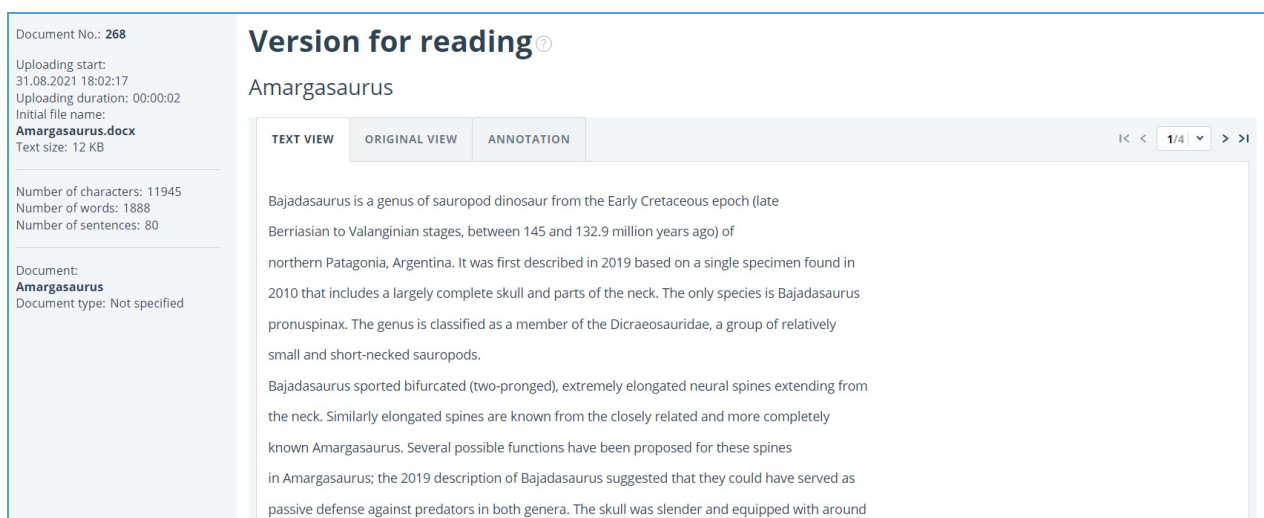 Document No.: 268
Uploading start:
31.08.2021 18:02:17
Uploading duration: 00:00:02
Initial file name:
Amargasaurus.docx
Text size: 12 KB
Number of characters: 11945
Number of words: 1888
Number of sentences: 80
Document:
Amargasaurus
Document type: Not specified
Version for reading ?
Amargasaurus
TEXT VIEW ORIGINAL VIEW ANNOTATION 1/4
Bajadasaurus is a genus of sauropod dinosaur from the Early Cretaceous epoch (late
Berriasian to Valanginian stages, between 145 and 132.9 million years ago) of
northern Patagonia, Argentina. It was first described in 2019 based on a single specimen found in
2010 that includes a largely complete skull and parts of the neck. The only species is Bajadasaurus
pronuspinax. The genus is classified as a member of the Dicraeosauridae, a group of relatively
small and short-necked sauropods.
Bajadasaurus sported bifurcated (two-pronged), extremely elongated neural spines extending from
the neck. Similarly elongated spines are known from the closely related and more completely
known Amargasaurus. Several possible functions have been proposed for these spines
in Amargasaurus; the 2019 description of Bajadasaurus suggested that they could have served as
passive defense against predators in both genera. The skull was slender and equipped with around